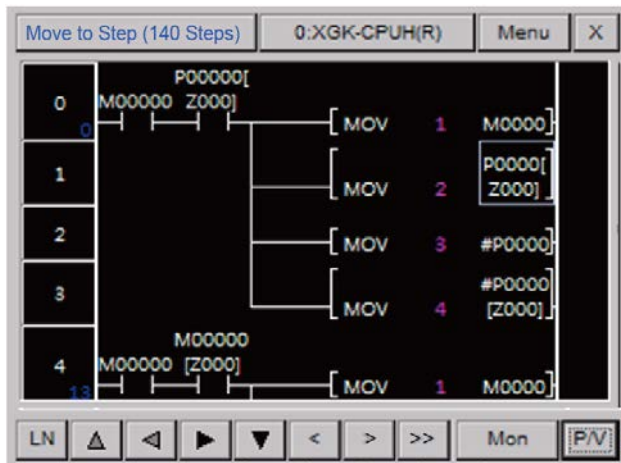 Move to Step (140 Steps) 0:XGK-CPUH(R) Menu X
P00000[
0 M00000 Z000]
0 MOV 1 M0000]
P0000[
1 MOV 2 Z000]
2 MOV 3 #P0000]
#P0000
3 MOV 4 [Z000]
M00000
4 M00000 [Z000]
13 MOV 1 M0000]
LN < > >> Mon P/V